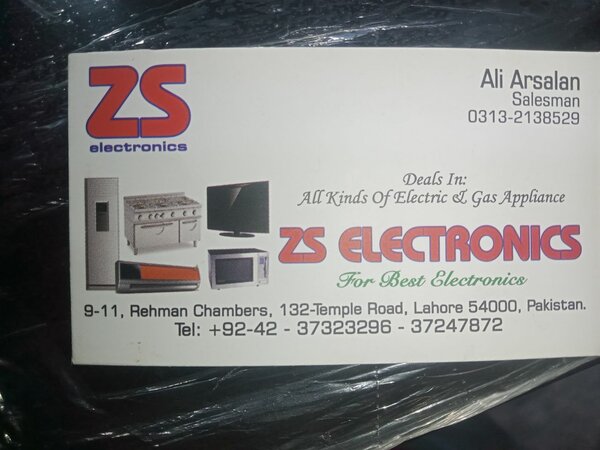 ZS
electronics
Ali Arsalan
Salesman
0313-2138529
Deals In:
All Kinds Of Electric & Gas Appliance
ZS ELECTRONICS
For Best Electronics
9-11, Rehman Chambers, 132-Temple Road, Lahore 54000, Pakistan.
Tel: +92-42 - 37323296 - 37247872